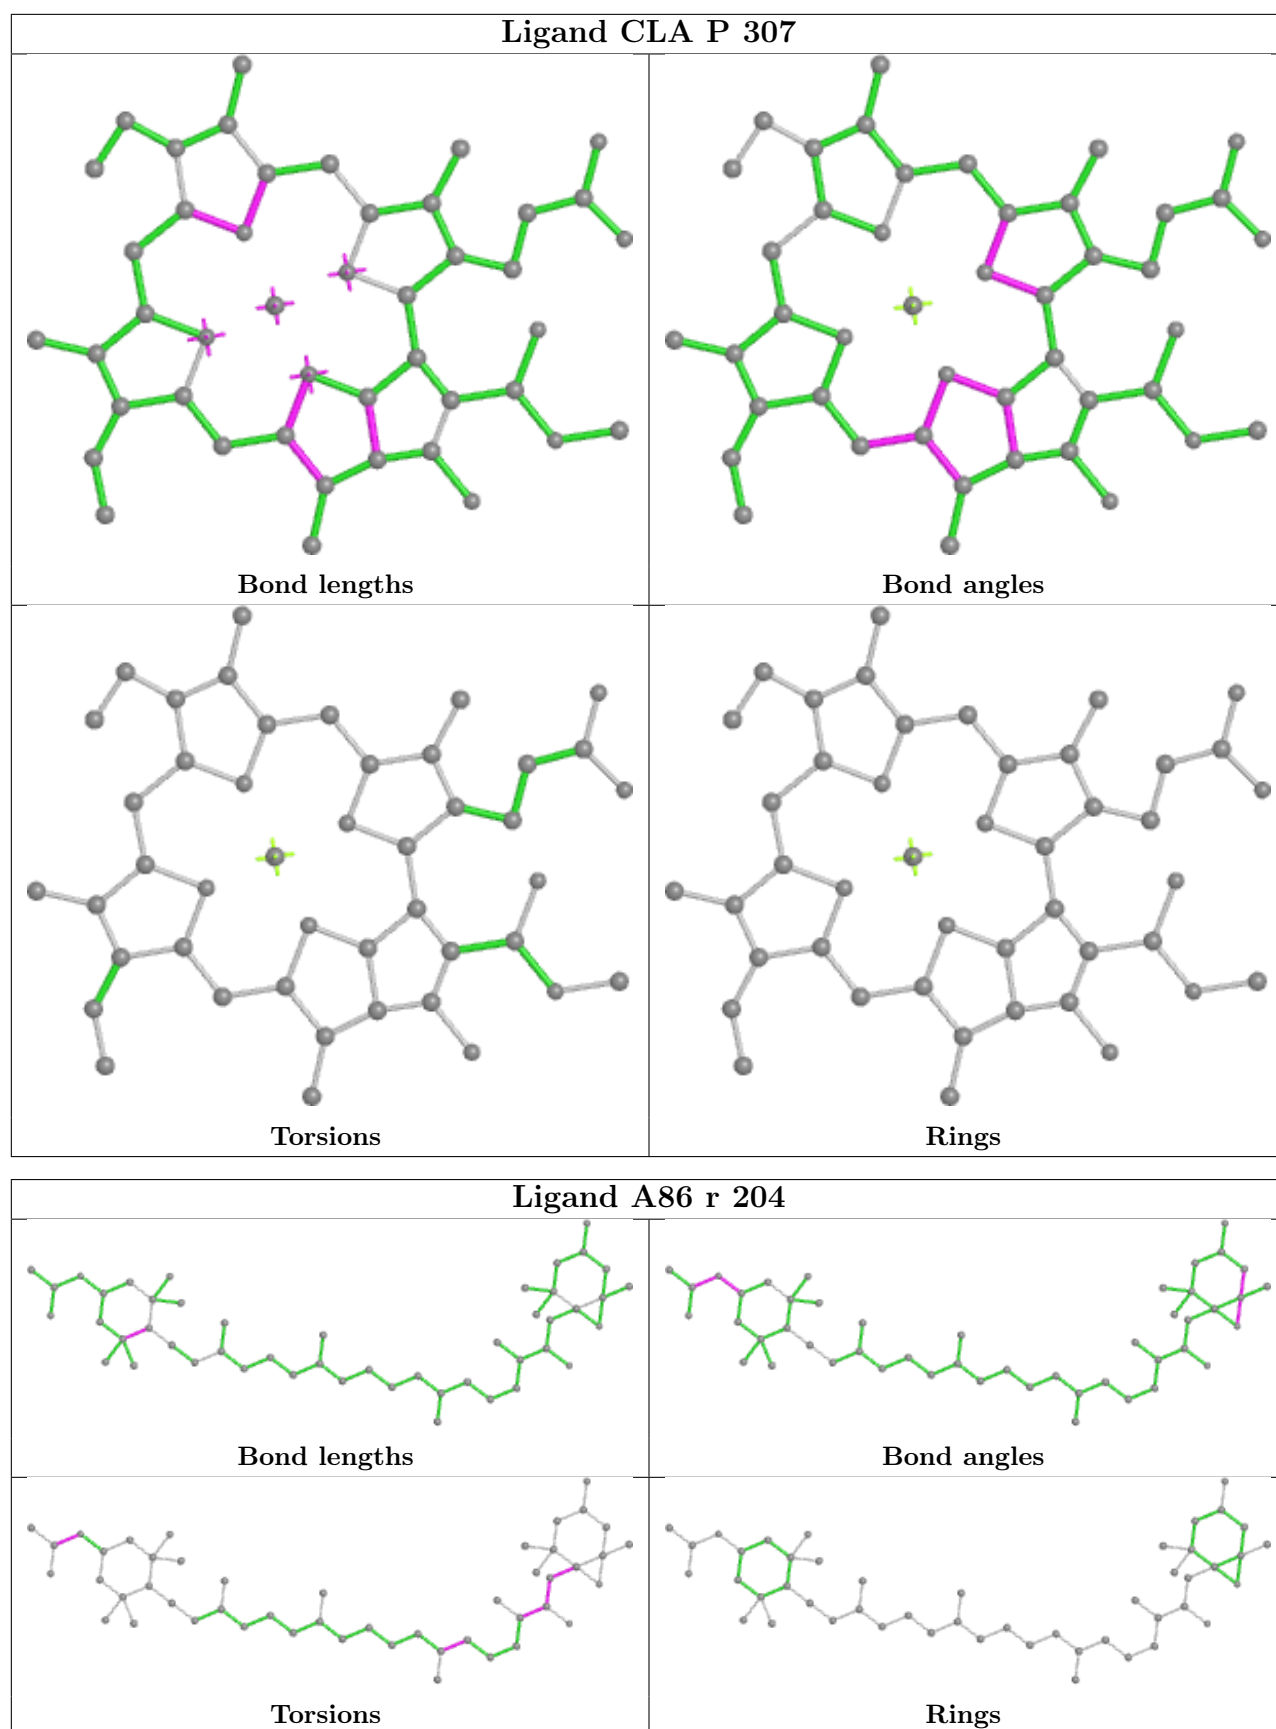 Ligand CLA P 307
Bond lengths
Bond angles
Torsions
Rings
Ligand A86 r 204
Bond lengths
Bond angles
Torsions
Rings